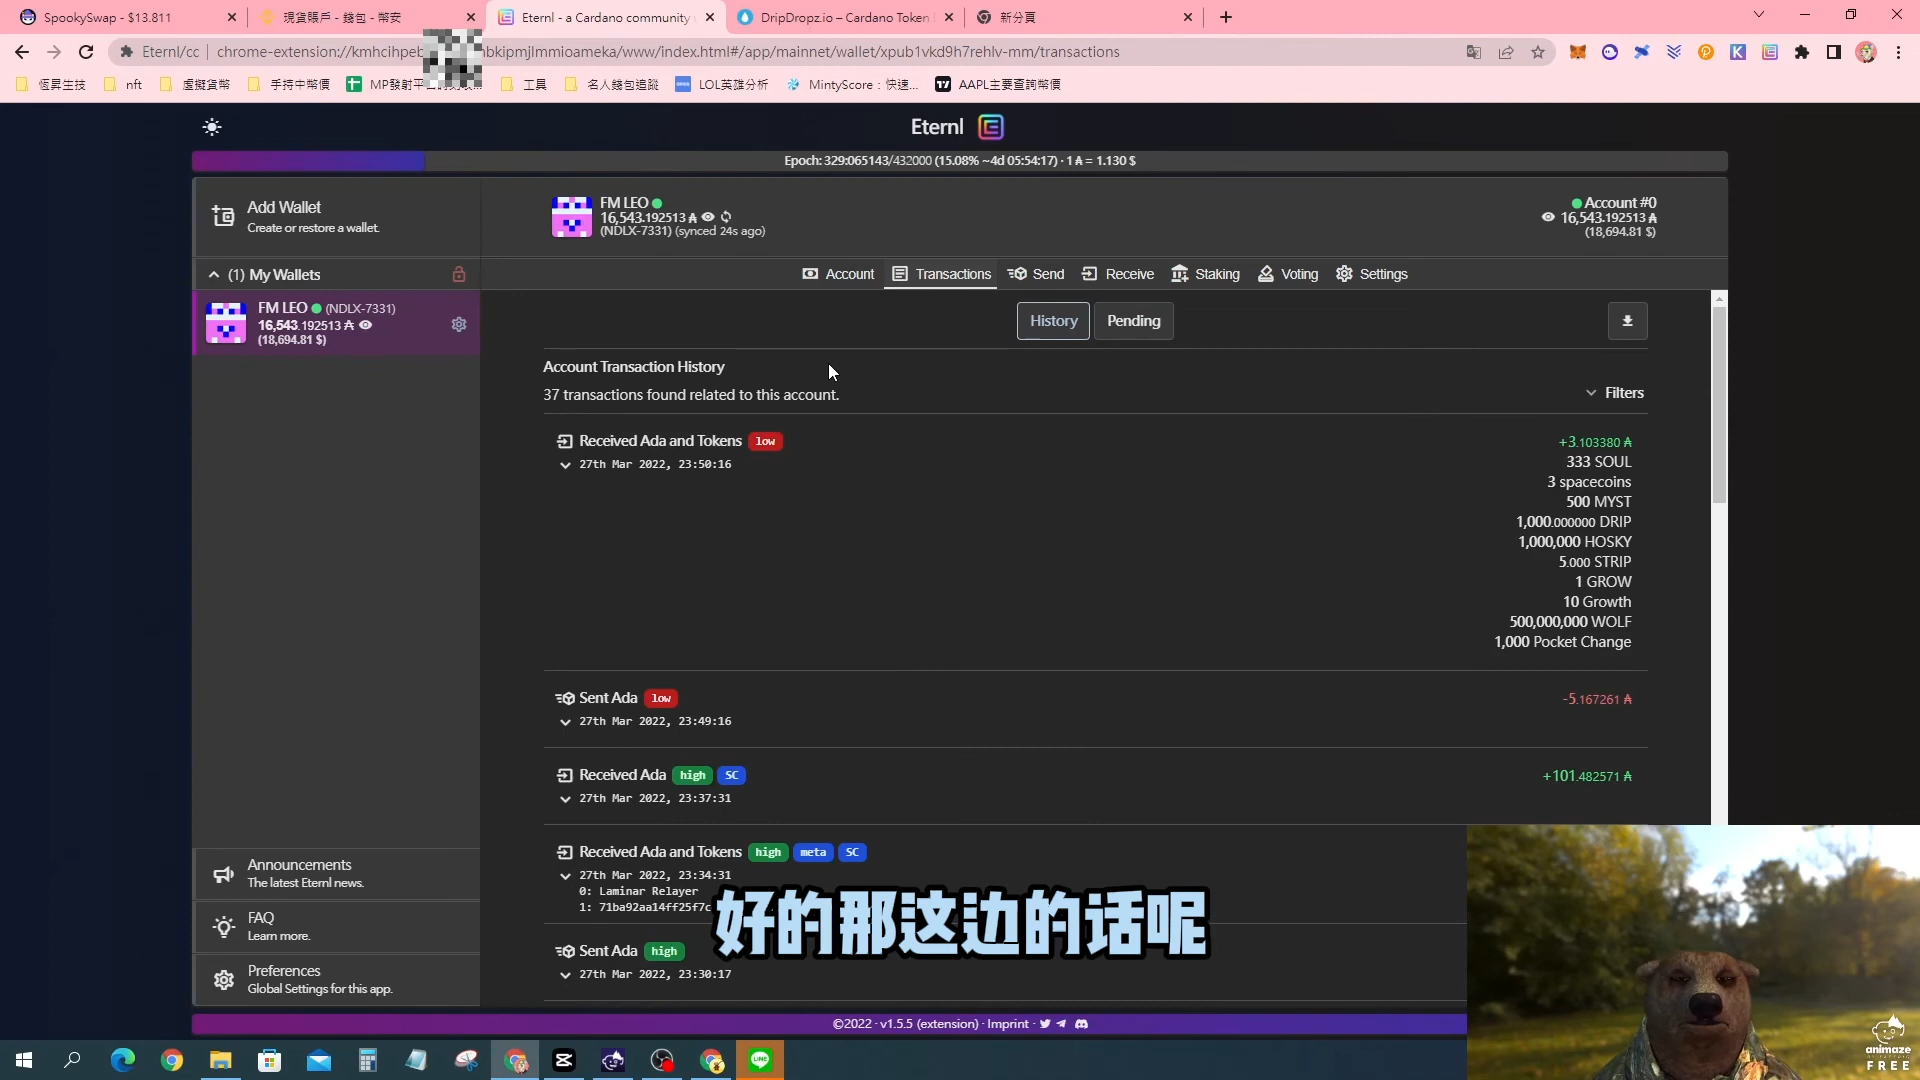 SpookySwap - $13.811
現貨賬戶 - 錢包 - 幣安
Eternl - a Cardano community
DripDropz.io – Cardano Token
新分頁
Eternl/cc
chrome-extension://kmhcihpeb
bkipmjlmmioameka/www/index.html#/app/mainnet/wallet/xpub1vkd9h7rehlv-mm/transactions
恆昇生技
nft
虛擬貨幣
手持中幣價
MP發射平
工具
名人錢包追蹤
LOL英雄分析
MintyScore：快速...
AAPL主要查詢幣價
Eternl
Epoch: 329:065143/432000 (15.08% ~4d 05:54:17) · 1 ₳ = 1.130 $
Add Wallet
Create or restore a wallet.
FM LEO
16,543.192513 ₳
(NDLX-7331) (synced 24s ago)
Account #0
16,543.192513 ₳
(18,694.81 $)
(1) My Wallets
Account
Transactions
Send
Receive
Staking
Voting
Settings
FM LEO (NDLX-7331)
16,543.192513 ₳
(18,694.81 $)
History
Pending
Account Transaction History
37 transactions found related to this account.
Filters
Received Ada and Tokens low
27th Mar 2022, 23:50:16
+3.103380 ₳
333 SOUL
3 spacecoins
500 MYST
1,000.000000 DRIP
1,000,000 HOSKY
5.000 STRIP
1 GROW
10 Growth
500,000,000 WOLF
1,000 Pocket Change
Sent Ada low
27th Mar 2022, 23:49:16
-5.167261 ₳
Received Ada high SC
27th Mar 2022, 23:37:31
+101.482571 ₳
Received Ada and Tokens high meta SC
27th Mar 2022, 23:34:31
0: Laminar Relayer
1: 71ba92aa14ff25f7c
Sent Ada high
27th Mar 2022, 23:30:17
Announcements
The latest Eternl news.
FAQ
Learn more.
Preferences
Global Settings for this app.
好的那这边的话呢
©2022 · v1.5.5 (extension) · Imprint ·
LINE
animaze
FREE